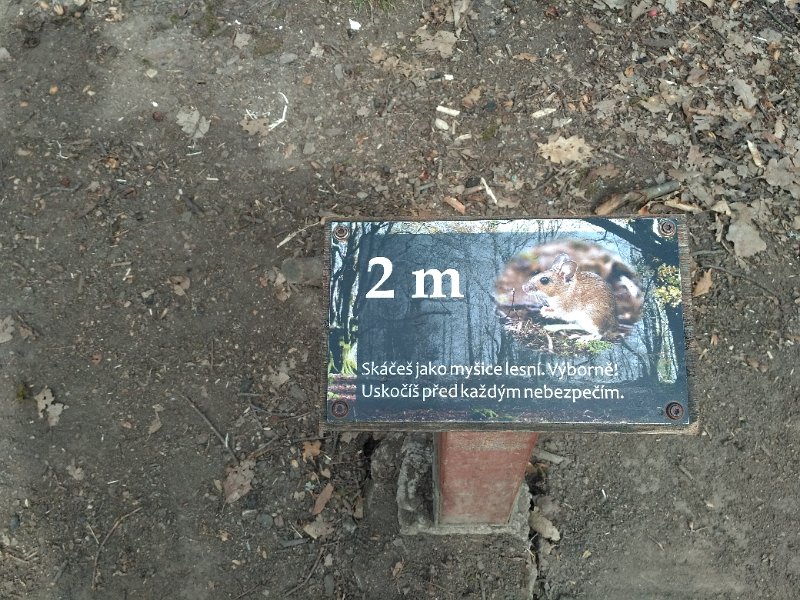 2 m
Skáčeš jako myšice lesní. Výborně!
Uskočíš před každým nebezpečím.